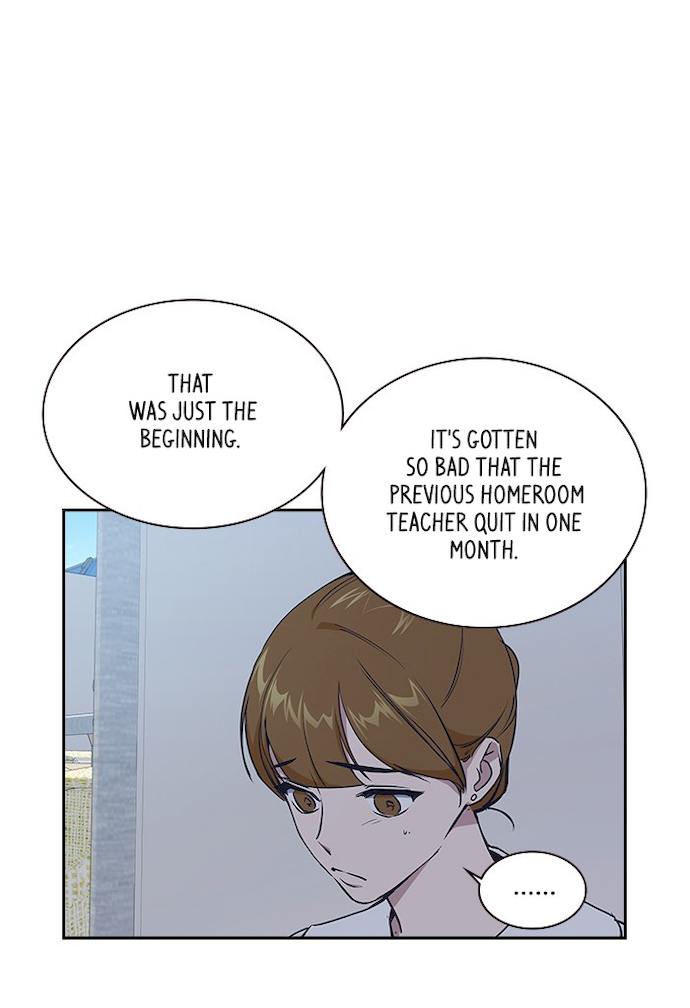 THAT
WAS JUST THE
BEGINNING.
IT'S GOTTEN
SO BAD THAT THE
PREVIOUS HOMEROOM
TEACHER QUIT IN ONE
MONTH.
......